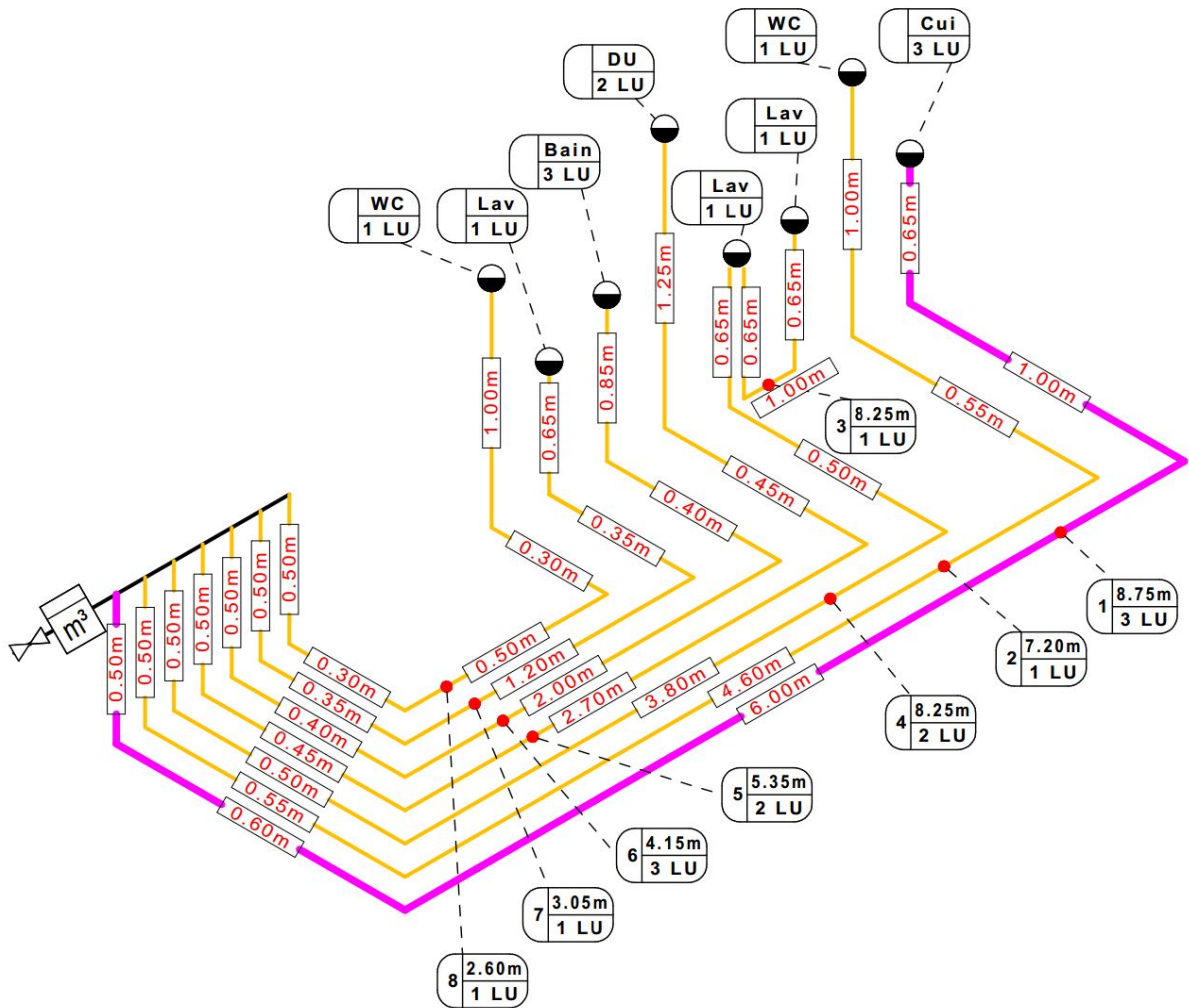 WC
1 LU
Cui
3 LU
DU
2 LU
Lav
1 LU
Bain
3 LU
Lav
1 LU
WC
1 LU
Lav
1 LU
1.00m
0.65m
1.25m
0.65m
0.65m
0.65m
0.85m
1.00m
0.65m
1.00m
1.00m
0.55m
3 8.25m
1 LU
0.50m
0.45m
0.40m
0.35m
0.30m
0.50m
0.50m
0.50m
0.50m
0.50m
0.50m
0.50m
m³
1 8.75m
3 LU
2 7.20m
1 LU
0.50m
1.20m
2.00m
2.70m
3.80m
4.60m
6.00m
0.30m
0.35m
0.40m
0.45m
0.50m
0.55m
0.60m
4 8.25m
2 LU
5 5.35m
2 LU
6 4.15m
3 LU
7 3.05m
1 LU
8 2.60m
1 LU